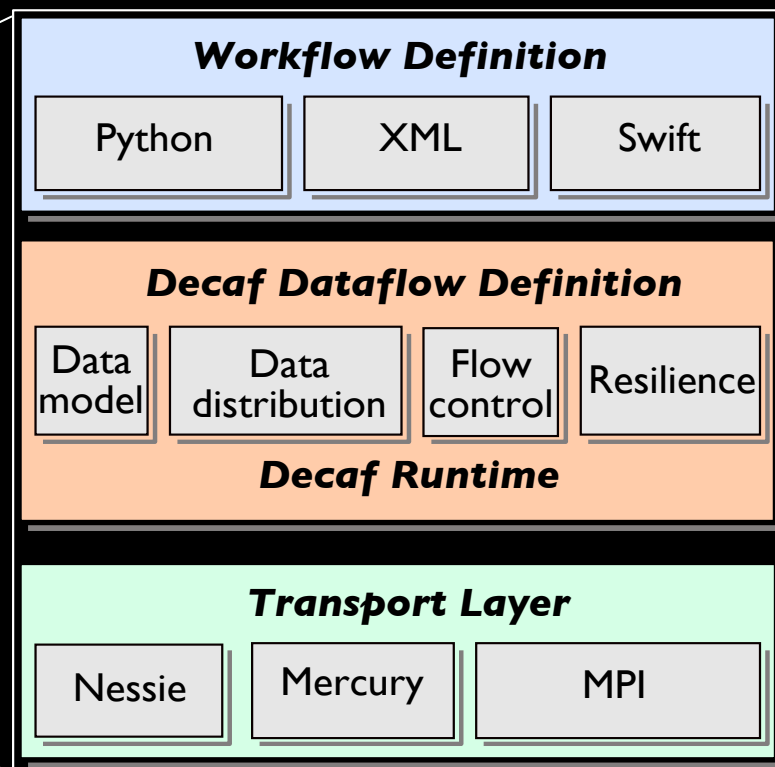 Workflow Definition
Python XML Swift
Decaf Dataflow Definition
Data model
Data distribution
Flow control
Resilience
Decaf Runtime
Transport Layer
Nessie Mercury MPI